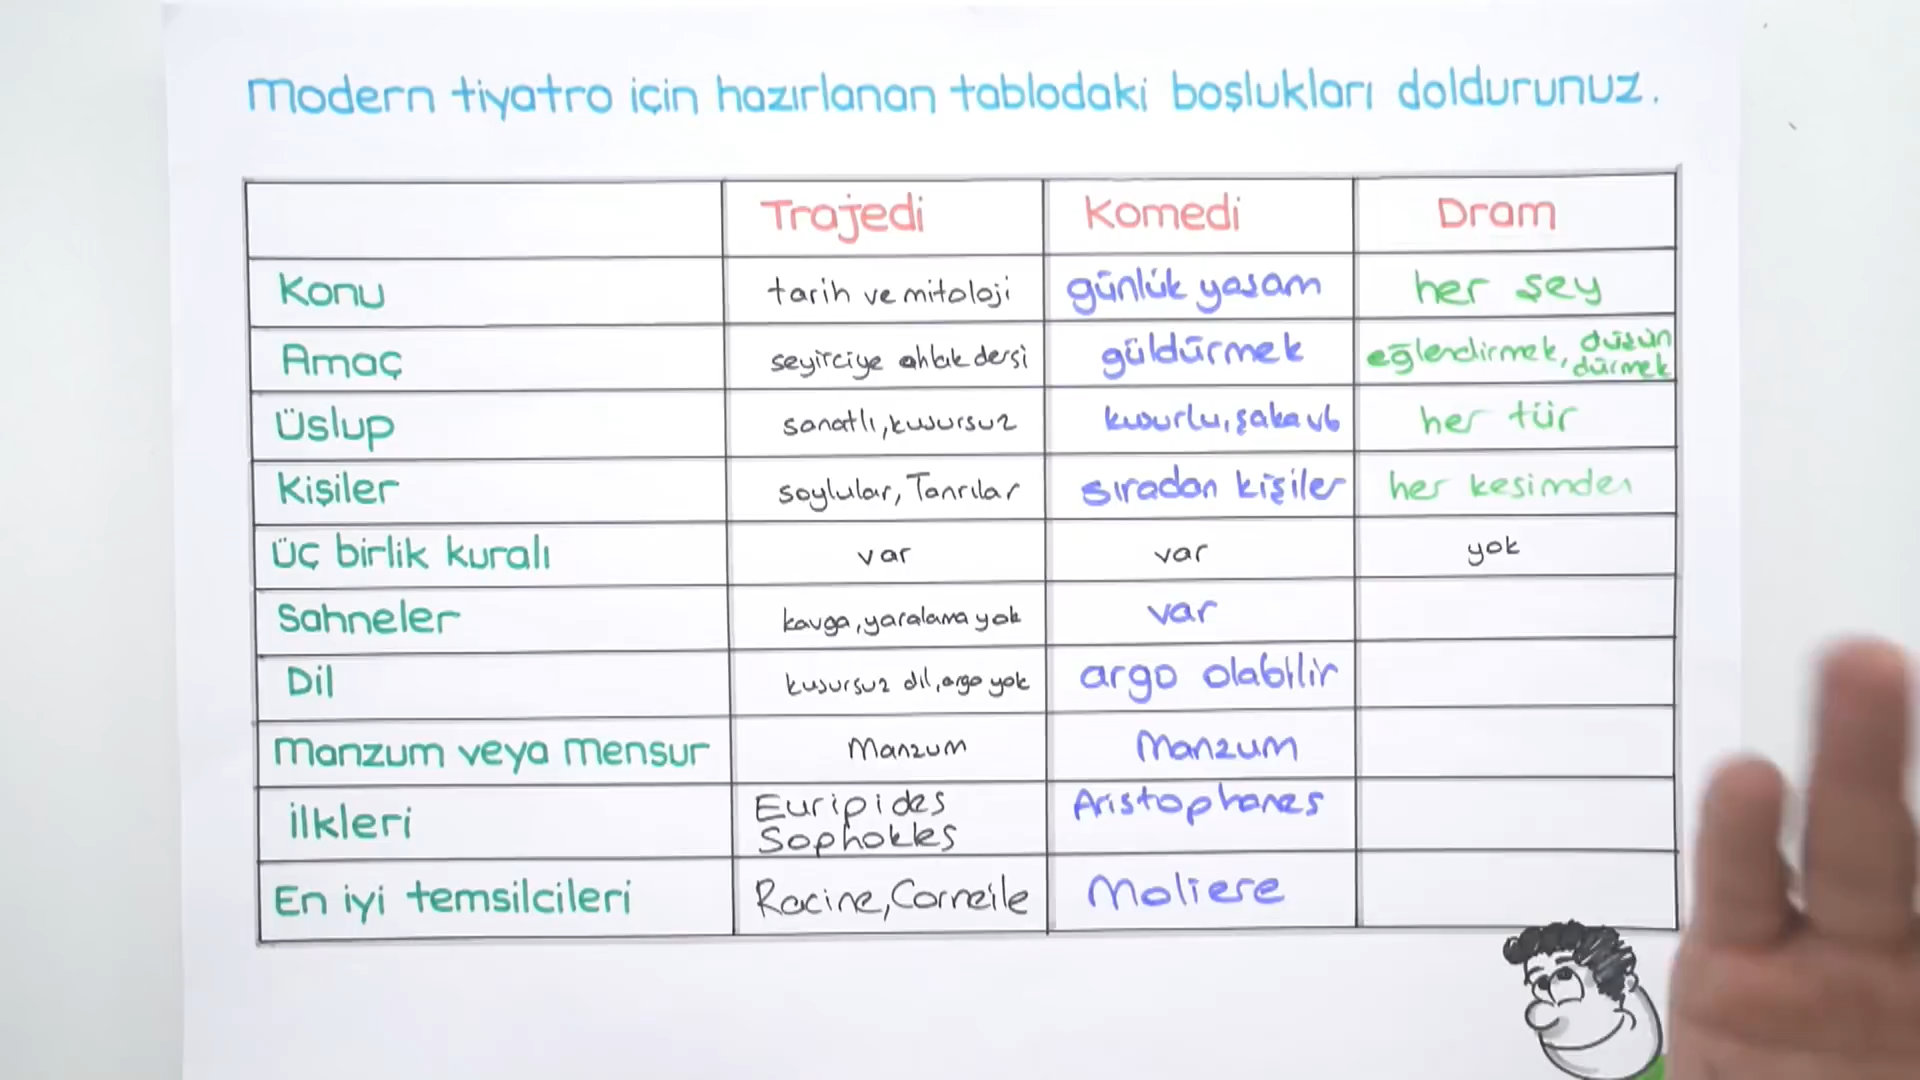 Modern tiyatro için hazırlanan tablodaki boşlukları doldurunuz.
Trajedi Komedi Dram
Konu tarih ve mitoloji günlük yaşam her şey
Amaç seyirciye ahlak dersi güldürmek eğlendirmek, düşün
dürmek
Üslup sanatlı, kusursuz kusurlu, şaka vb her tür
Kişiler soylular, Tanrılar sıradan kişiler her kesimden
Üç birlik kuralı var var yok
Sahneler kavga, yaralama yok var
Dil kusursuz dil, argo yok argo olabilir
Manzum veya Mensur Manzum Manzum
İlkleri Euripides Aristophanes
Sophokles
En iyi temsilcileri Racine, Corneile Moliere